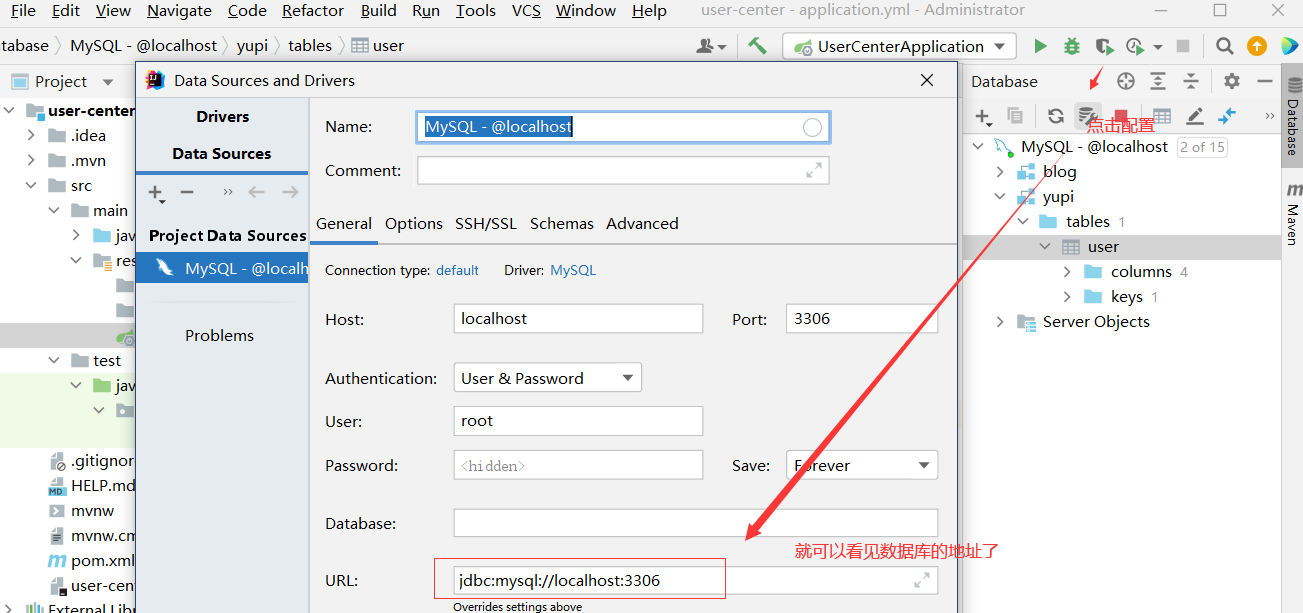 File Edit View Navigate Code Refactor Build Run Tools VCS Window Help user-center - application.yml - Administrator
tabase MySQL - @localhost yupi tables user UserCenterApplication
Project
Data Sources and Drivers
Database
user-center
.idea
.mvn
src
main
jav
res
test
jav
.gitignor
HELP.md
mvnw
mvnw.cm
pom.xml
user-cen
External Libr
Drivers
Data Sources
Project Data Sources
MySQL - @localh
Problems
Name: MySQL - @localhost
Comment:
General Options SSH/SSL Schemas Advanced
Connection type: default Driver: MySQL
Host: localhost Port: 3306
Authentication: User & Password
User: root
Password: <hidden> Save: Forever
Database:
URL: jdbc:mysql://localhost:3306
Overrides settings above
点击配置
MySQL - @localhost 2 of 15
blog
yupi
tables 1
user
columns 4
keys 1
Server Objects
就可以看见数据库的地址了
Database
m Maven